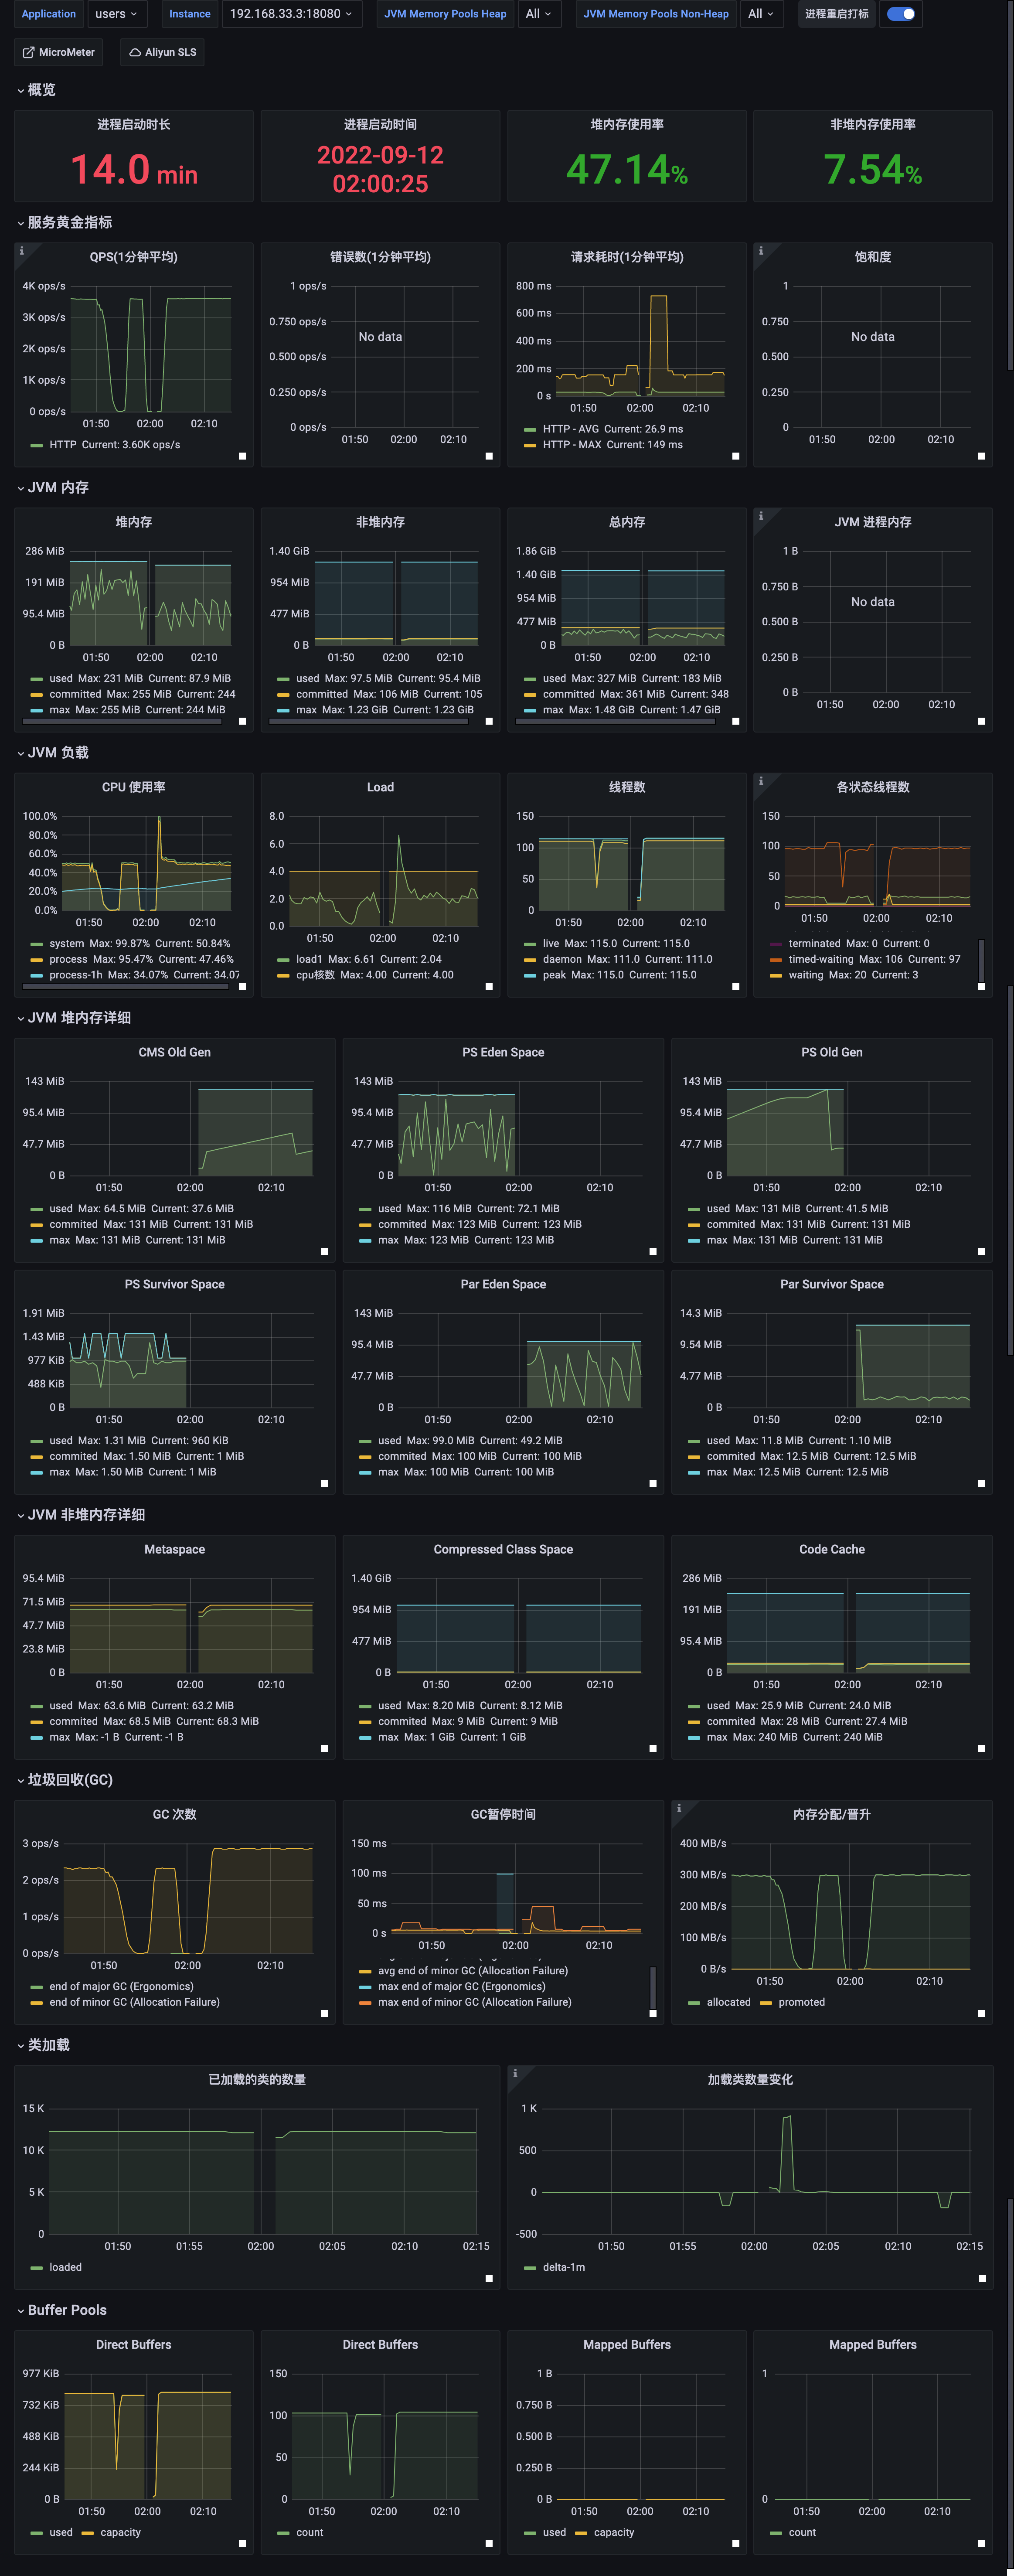 Application users Instance 192.168.33.3:18080 JVM Memory Pools Heap All JVM Memory Pools Non-Heap All 进程重启打标
MicroMeter Aliyun SLS
概览
进程启动时长 进程启动时间 堆内存使用率 非堆内存使用率
14.0 min 2022-09-12 02:00:25 47.14% 7.54%
服务黄金指标
QPS(1分钟平均)
4K ops/s
3K ops/s
2K ops/s
1K ops/s
0 ops/s
01:50 02:00 02:10
HTTP Current: 3.60K ops/s
错误数(1分钟平均)
1 ops/s
0.750 ops/s
No data
0.500 ops/s
0.250 ops/s
0 ops/s
01:50 02:00 02:10
请求耗时(1分钟平均)
800 ms
600 ms
400 ms
200 ms
0 s
01:50 02:00 02:10
HTTP - AVG Current: 26.9 ms
HTTP - MAX Current: 149 ms
饱和度
1
0.750
No data
0.500
0.250
0
01:50 02:00 02:10
JVM 内存
堆内存
286 MiB
191 MiB
95.4 MiB
0 B
01:50 02:00 02:10
used Max: 231 MiB Current: 87.9 MiB
committed Max: 255 MiB Current: 244
max Max: 255 MiB Current: 244 MiB
非堆内存
1.40 GiB
954 MiB
477 MiB
0 B
01:50 02:00 02:10
used Max: 97.5 MiB Current: 95.4 MiB
committed Max: 106 MiB Current: 105
max Max: 1.23 GiB Current: 1.23 GiB
总内存
1.86 GiB
1.40 GiB
954 MiB
477 MiB
0 B
01:50 02:00 02:10
used Max: 327 MiB Current: 183 MiB
committed Max: 361 MiB Current: 348
max Max: 1.48 GiB Current: 1.47 GiB
JVM 进程内存
1 B
0.750 B
No data
0.500 B
0.250 B
0 B
01:50 02:00 02:10
JVM 负载
CPU 使用率
100.0%
80.0%
60.0%
40.0%
20.0%
0.0%
01:50 02:00 02:10
system Max: 99.87% Current: 50.84%
process Max: 95.47% Current: 47.46%
process-1h Max: 34.07% Current: 34.07
Load
8.0
6.0
4.0
2.0
0.0
01:50 02:00 02:10
load1 Max: 6.61 Current: 2.04
cpu核数 Max: 4.00 Current: 4.00
线程数
150
100
50
0
01:50 02:00 02:10
live Max: 115.0 Current: 115.0
daemon Max: 111.0 Current: 111.0
peak Max: 115.0 Current: 115.0
各状态线程数
150
100
50
0
01:50 02:00 02:10
terminated Max: 0 Current: 0
timed-waiting Max: 106 Current: 97
waiting Max: 20 Current: 3
JVM 堆内存详细
CMS Old Gen
143 MiB
95.4 MiB
47.7 MiB
0 B
01:50 02:00 02:10
used Max: 64.5 MiB Current: 37.6 MiB
commited Max: 131 MiB Current: 131 MiB
max Max: 131 MiB Current: 131 MiB
PS Eden Space
143 MiB
95.4 MiB
47.7 MiB
0 B
01:50 02:00 02:10
used Max: 116 MiB Current: 72.1 MiB
commited Max: 123 MiB Current: 123 MiB
max Max: 123 MiB Current: 123 MiB
PS Old Gen
143 MiB
95.4 MiB
47.7 MiB
0 B
01:50 02:00 02:10
used Max: 131 MiB Current: 41.5 MiB
commited Max: 131 MiB Current: 131 MiB
max Max: 131 MiB Current: 131 MiB
PS Survivor Space
1.91 MiB
1.43 MiB
977 KiB
488 KiB
0 B
01:50 02:00 02:10
used Max: 1.31 MiB Current: 960 KiB
commited Max: 1.50 MiB Current: 1 MiB
max Max: 1.50 MiB Current: 1 MiB
Par Eden Space
143 MiB
95.4 MiB
47.7 MiB
0 B
01:50 02:00 02:10
used Max: 99.0 MiB Current: 49.2 MiB
commited Max: 100 MiB Current: 100 MiB
max Max: 100 MiB Current: 100 MiB
Par Survivor Space
14.3 MiB
9.54 MiB
4.77 MiB
0 B
01:50 02:00 02:10
used Max: 11.8 MiB Current: 1.10 MiB
commited Max: 12.5 MiB Current: 12.5 MiB
max Max: 12.5 MiB Current: 12.5 MiB
JVM 非堆内存详细
Metaspace
95.4 MiB
71.5 MiB
47.7 MiB
23.8 MiB
0 B
01:50 02:00 02:10
used Max: 63.6 MiB Current: 63.2 MiB
commited Max: 68.5 MiB Current: 68.3 MiB
max Max: -1 B Current: -1 B
Compressed Class Space
1.40 GiB
954 MiB
477 MiB
0 B
01:50 02:00 02:10
used Max: 8.20 MiB Current: 8.12 MiB
commited Max: 9 MiB Current: 9 MiB
max Max: 1 GiB Current: 1 GiB
Code Cache
286 MiB
191 MiB
95.4 MiB
0 B
01:50 02:00 02:10
used Max: 25.9 MiB Current: 24.0 MiB
commited Max: 28 MiB Current: 27.4 MiB
max Max: 240 MiB Current: 240 MiB
垃圾回收(GC)
GC 次数
3 ops/s
2 ops/s
1 ops/s
0 ops/s
01:50 02:00 02:10
end of major GC (Ergonomics)
end of minor GC (Allocation Failure)
GC暂停时间
150 ms
100 ms
50 ms
0 s
01:50 02:00 02:10
avg end of minor GC (Allocation Failure)
max end of major GC (Ergonomics)
max end of minor GC (Allocation Failure)
内存分配/晋升
400 MB/s
300 MB/s
200 MB/s
100 MB/s
0 B/s
01:50 02:00 02:10
allocated promoted
类加载
已加载的类的数量
15 K
10 K
5 K
0
01:50 01:55 02:00 02:05 02:10 02:15
loaded
加载类数量变化
1 K
500
0
-500
01:50 01:55 02:00 02:05 02:10 02:15
delta-1m
Buffer Pools
Direct Buffers
977 KiB
732 KiB
488 KiB
244 KiB
0 B
01:50 02:00 02:10
used capacity
Direct Buffers
150
100
50
0
01:50 02:00 02:10
count
Mapped Buffers
1 B
0.750 B
0.500 B
0.250 B
0 B
01:50 02:00 02:10
used capacity
Mapped Buffers
1
0
01:50 02:00 02:10
count